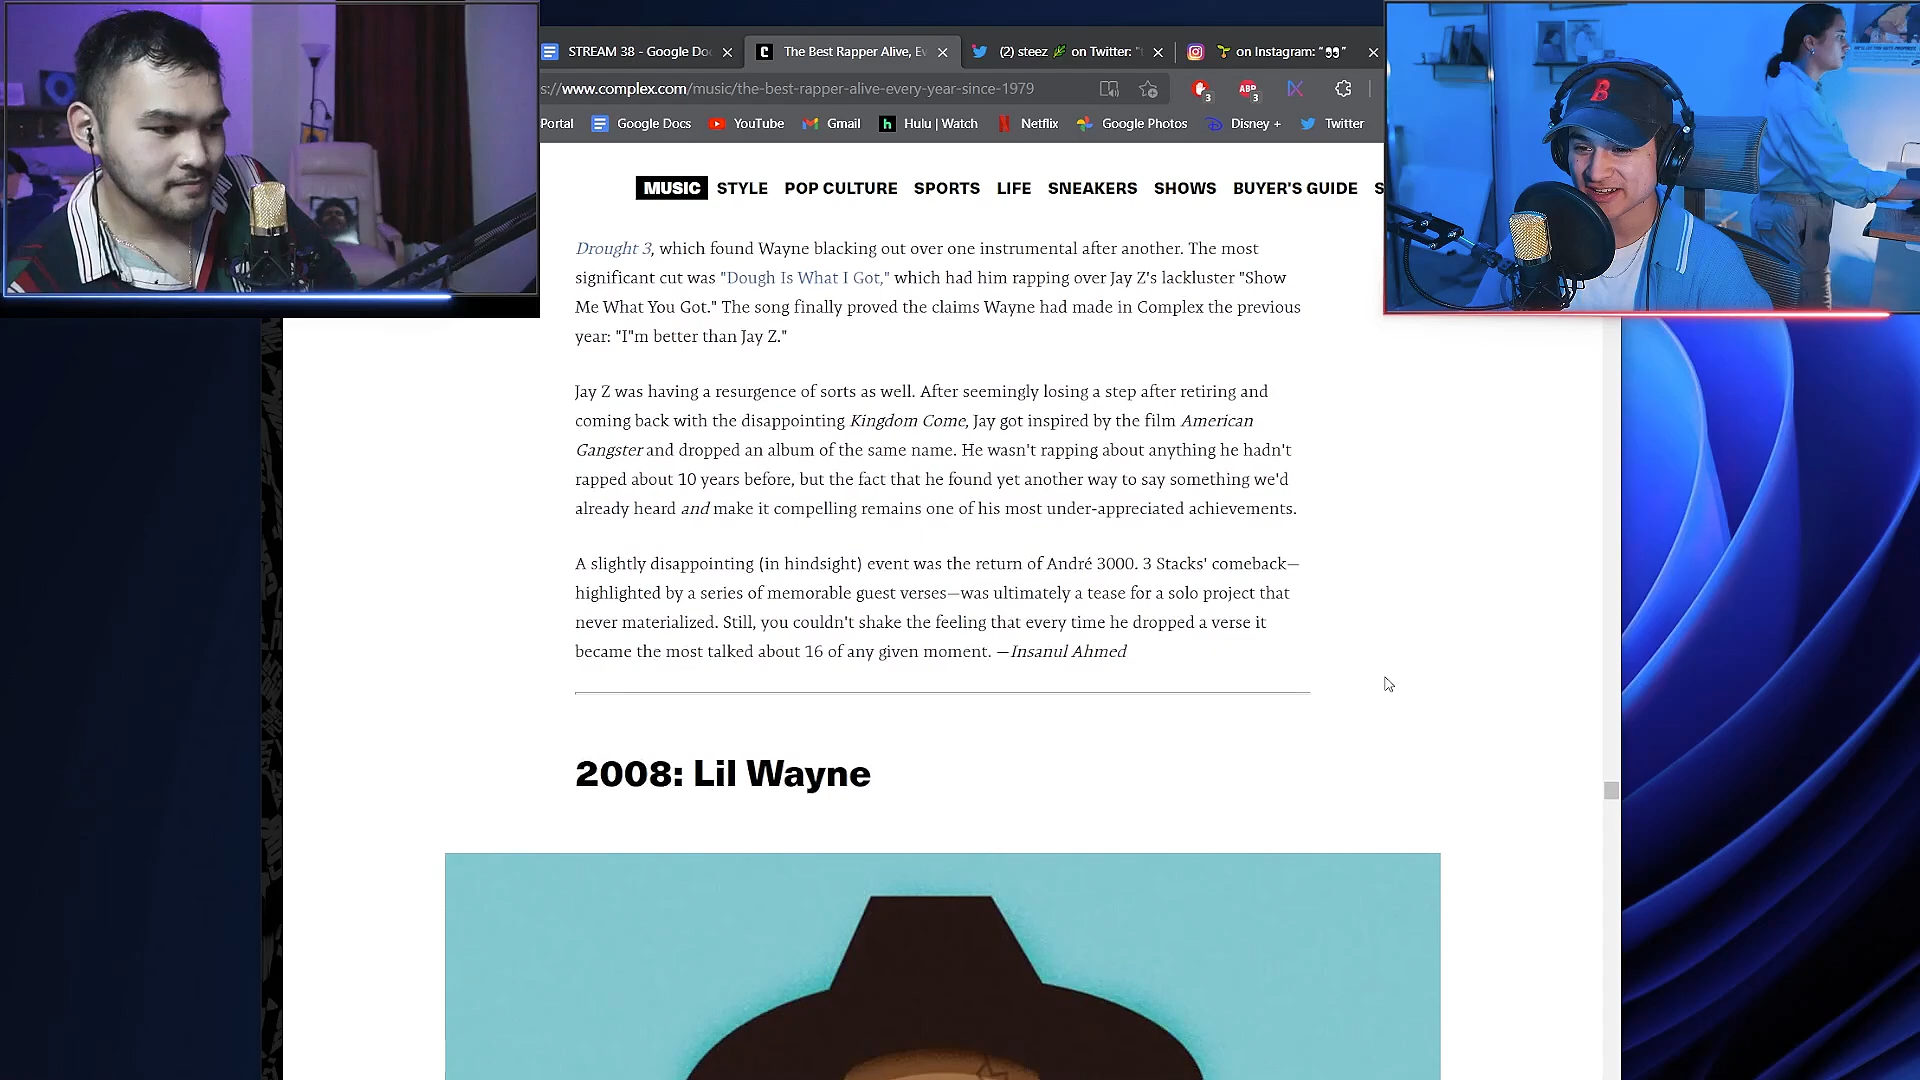 STREAM 38 - Google Do
The Best Rapper Alive, Ev
(2) steez on Twitter: "t
on Instagram: "
s://www.complex.com/music/the-best-rapper-alive-every-year-since-1979
3
ABP
3
Portal
Google Docs
YouTube
Gmail
Hulu | Watch
Netflix
Google Photos
Disney +
Twitter
MUSIC STYLE POP CULTURE SPORTS LIFE SNEAKERS SHOWS BUYER'S GUIDE S
Drought 3, which found Wayne blacking out over one instrumental after another. The most
significant cut was "Dough Is What I Got," which had him rapping over Jay Z's lackluster "Show
Me What You Got." The song finally proved the claims Wayne had made in Complex the previous
year: "I"m better than Jay Z."
Jay Z was having a resurgence of sorts as well. After seemingly losing a step after retiring and
coming back with the disappointing Kingdom Come, Jay got inspired by the film American
Gangster and dropped an album of the same name. He wasn't rapping about anything he hadn't
rapped about 10 years before, but the fact that he found yet another way to say something we'd
already heard and make it compelling remains one of his most under-appreciated achievements.
A slightly disappointing (in hindsight) event was the return of André 3000. 3 Stacks' comeback—
highlighted by a series of memorable guest verses—was ultimately a tease for a solo project that
never materialized. Still, you couldn't shake the feeling that every time he dropped a verse it
became the most talked about 16 of any given moment. —Insanul Ahmed
2008: Lil Wayne